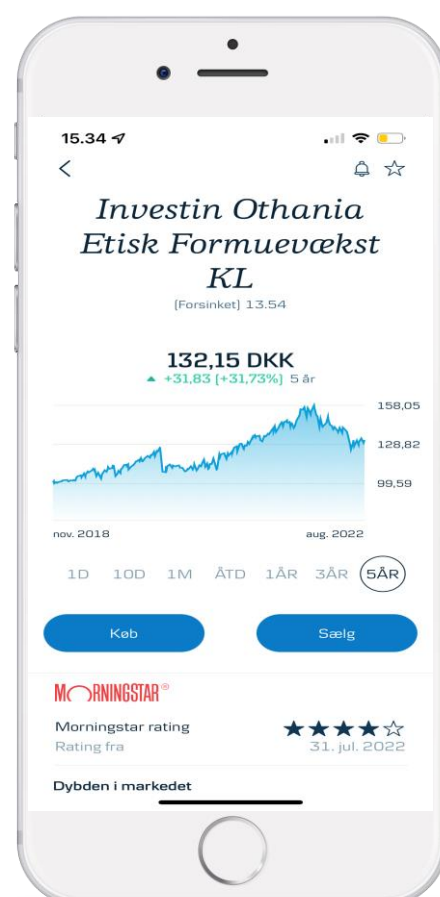 15.34
Investin Othania
Etisk Formuevækst
KL
(Forsinket) 13.54
132,15 DKK
+31,83 (+31,73%) 5 år
158,05
128,82
99,59
nov. 2018 aug. 2022
1D 10D 1M ÅTD 1ÅR 3ÅR 5ÅR
Køb Sælg
MORNINGSTAR®
Morningstar rating
Rating fra 31. jul. 2022
Dybden i markedet